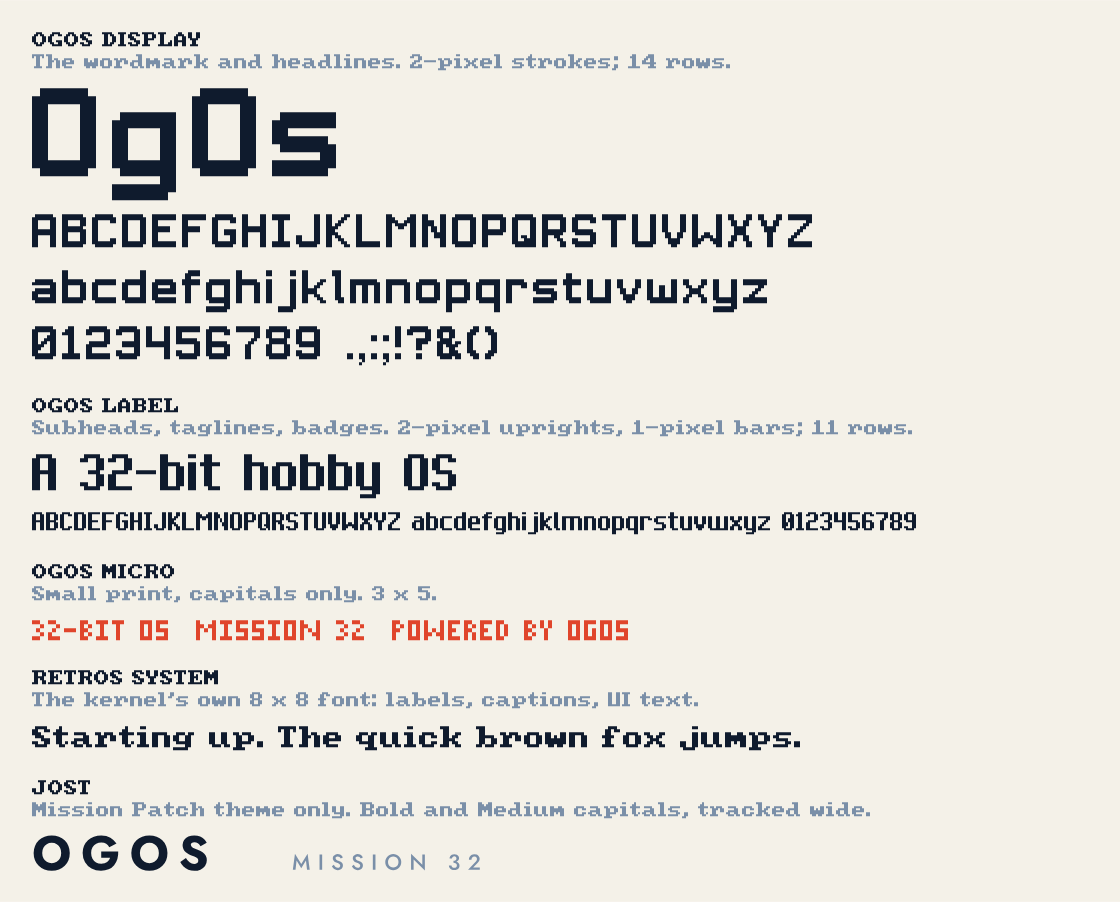 OGOS DISPLAY
The wordmark and headlines. 2-pixel strokes; 14 rows.
OgOs
ABCDEFGHIJKLMNOPQRSTUVWXYZ
abcdefghijklmnopqrstuvwxyz
0123456789 .,:;!?&()
OGOS LABEL
Subheads, taglines, badges. 2-pixel uprights, 1-pixel bars; 11 rows.
A 32-bit hobby OS
ABCDEFGHIJKLMNOPQRSTUVWXYZ abcdefghijklmnopqrstuvwxyz 0123456789
OGOS MICRO
Small print, capitals only. 3 x 5.
32-BIT OS MISSION 32 POWERED BY OGOS
RETROS SYSTEM
The kernel's own 8 x 8 font: labels, captions, UI text.
Starting up. The quick brown fox jumps.
JOST
Mission Patch theme only. Bold and Medium capitals, tracked wide.
OGOS MISSION 32